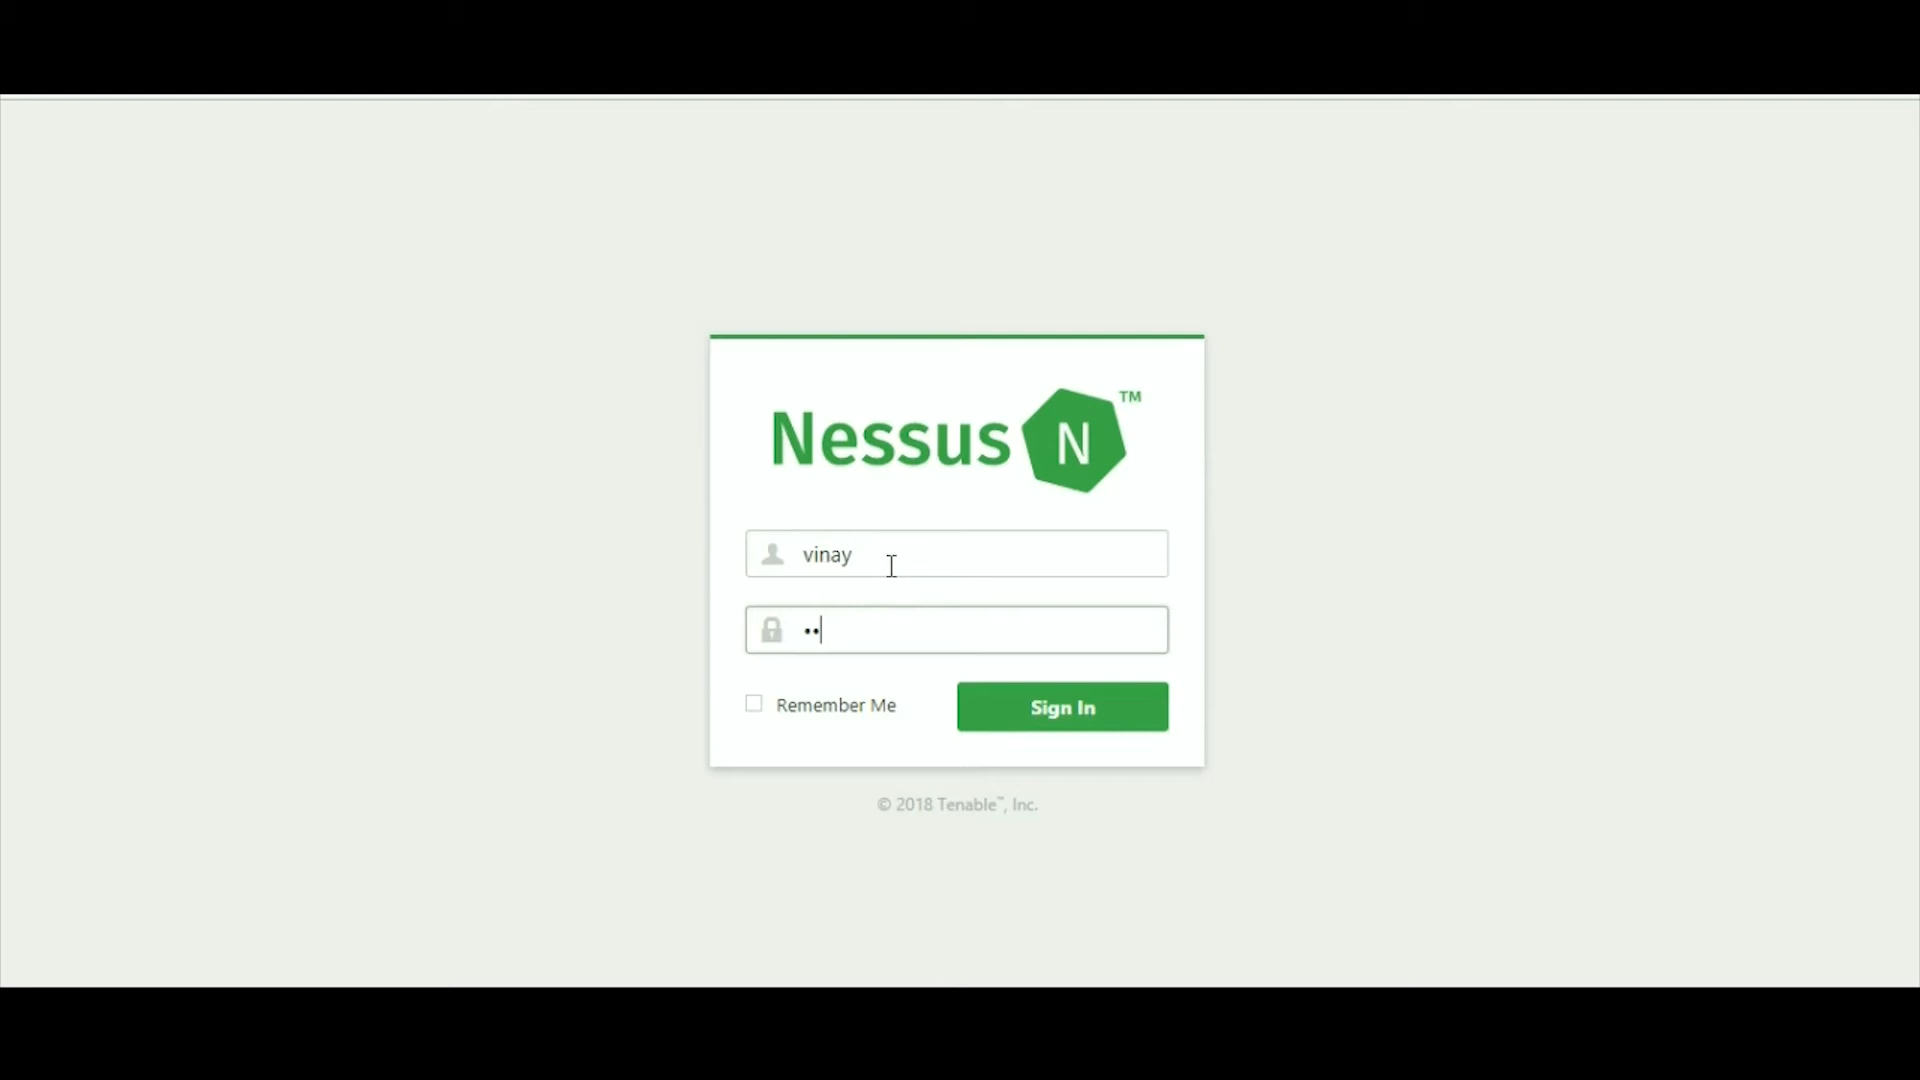 Nessus N ™
vinay
••
Remember Me
Sign In
© 2018 Tenable™, Inc.